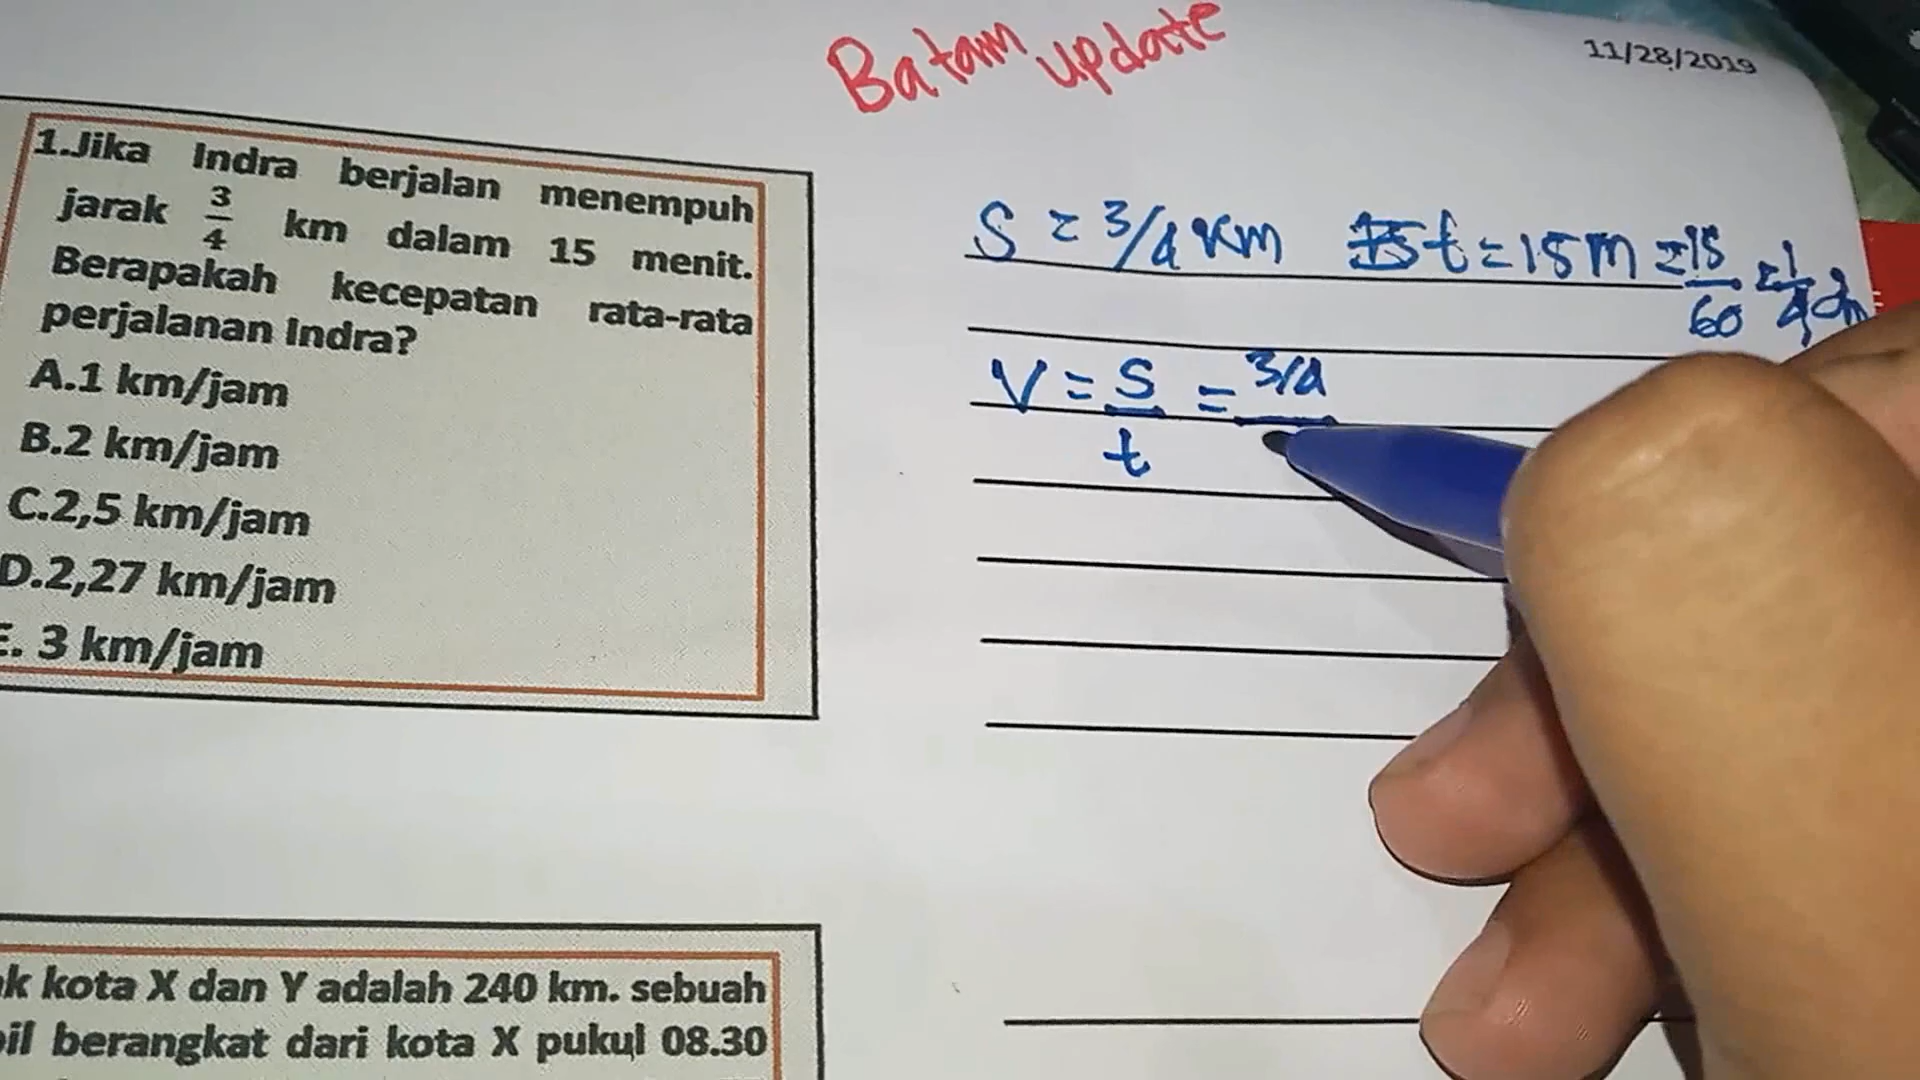 Batam update
11/28/2019
1.Jika Indra berjalan menempuh
jarak 3/4 km dalam 15 menit.
Berapakah kecepatan rata-rata
perjalanan Indra?
A.1 km/jam
B.2 km/jam
C.2,5 km/jam
D.2,27 km/jam
E. 3 km/jam
S = 3/4 Km t = 15 m = 15/60 = 1/4
V = S/t = 3/4
k kota X dan Y adalah 240 km. sebuah
il berangkat dari kota X pukul 08.30